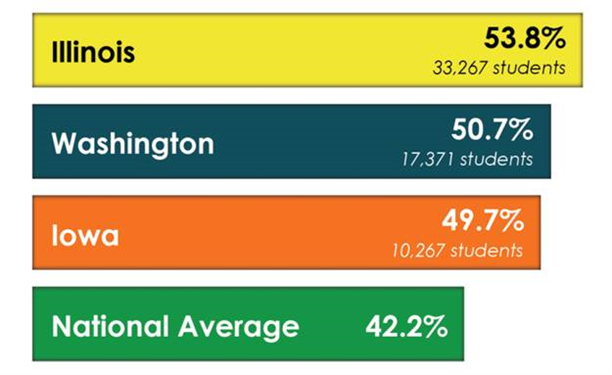 Illinois
53.8%
33,267 students
Washington
50.7%
17,371 students
Iowa
49.7%
10,267 students
National Average 42.2%